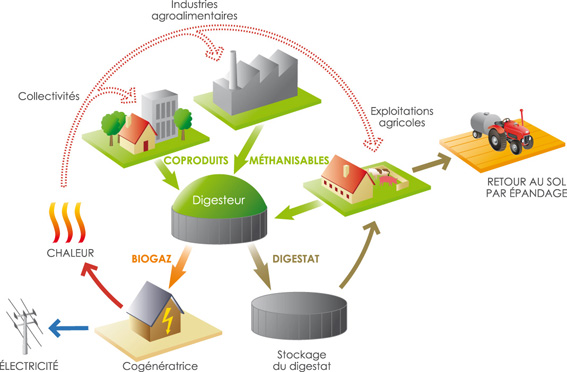 Industries
agroalimentaires
Collectivités
Exploitations
agricoles
COPRODUITS
MÉTHANISABLES
RETOUR AU SOL
PAR ÉPANDAGE
Digesteur
CHALEUR
BIOGAZ
DIGESTAT
ÉLECTRICITÉ
Cogénératrice
Stockage
du digestat